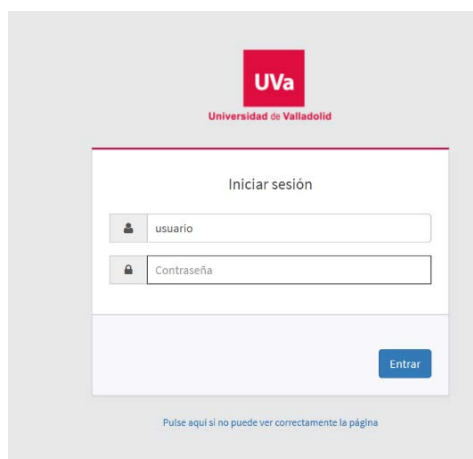 UVa
Universidad de Valladolid
Iniciar sesión
usuario
Contraseña
Entrar
Pulse aquí si no puede ver correctamente la página